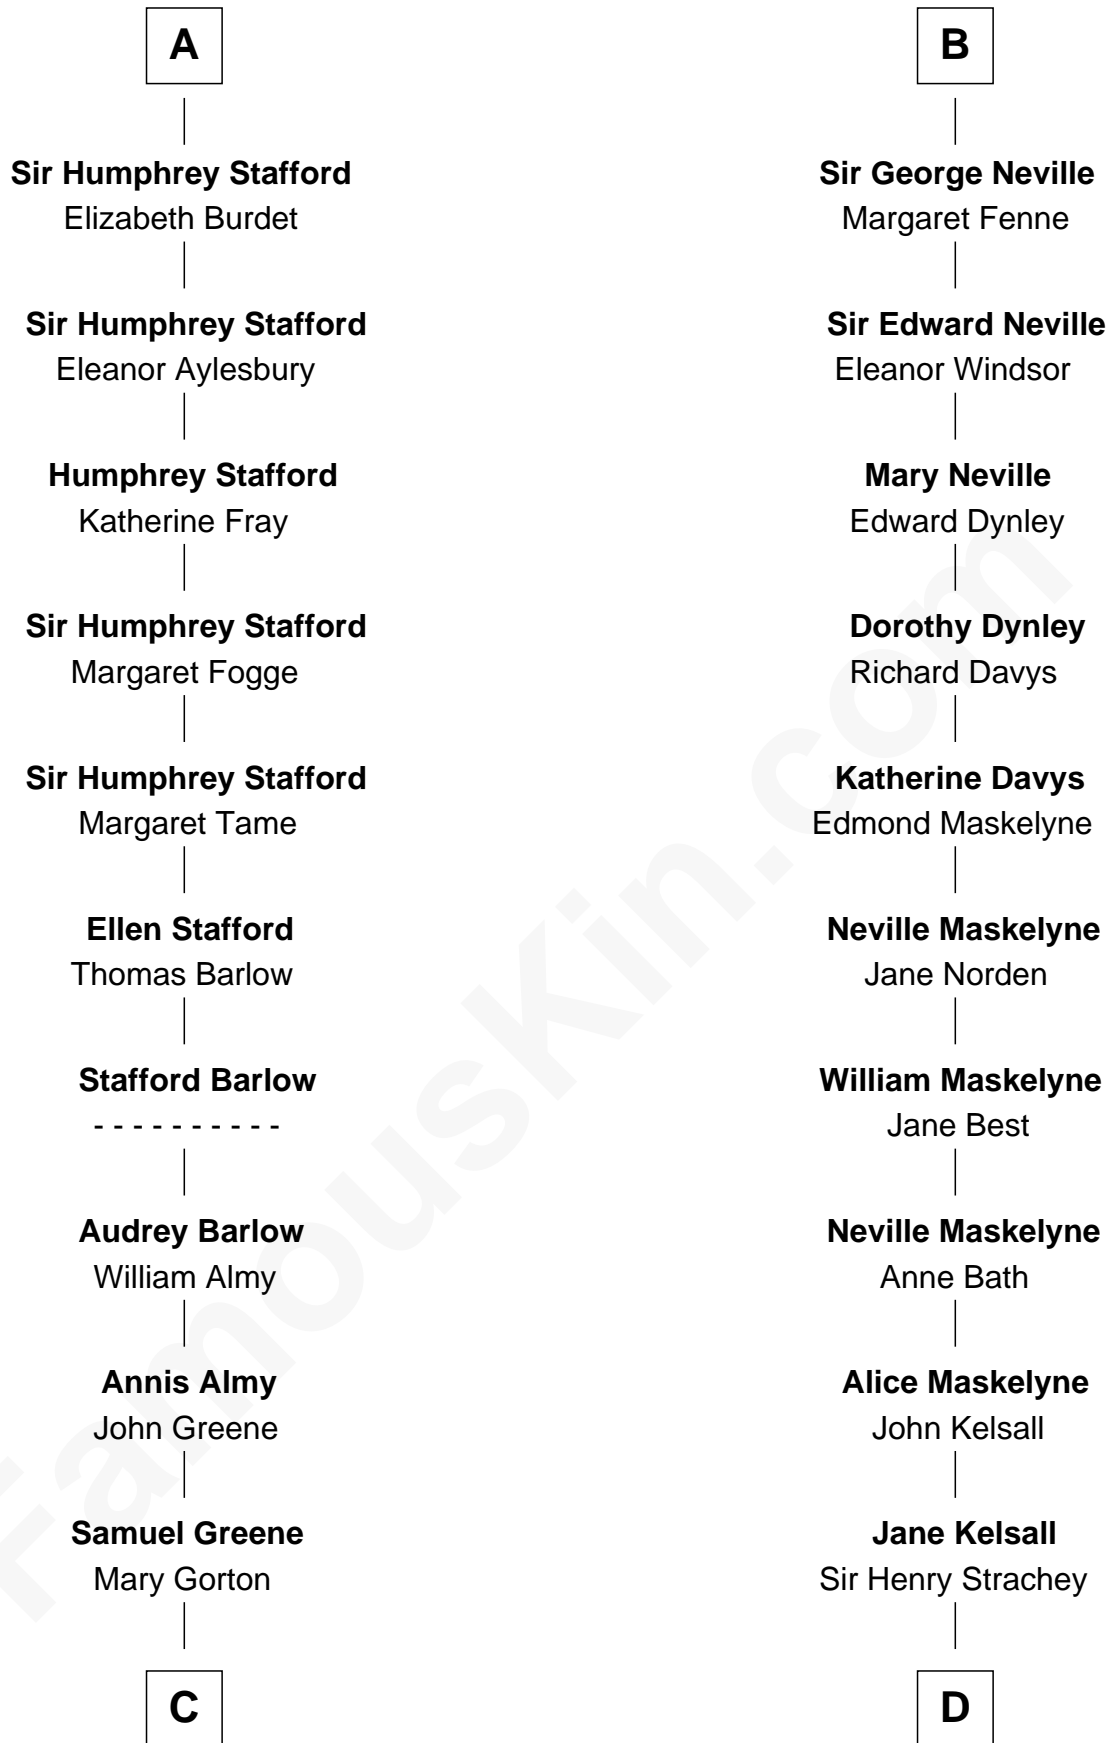 A
Sir Humphrey Stafford
Elizabeth Burdet
Sir Humphrey Stafford
Eleanor Aylesbury
Humphrey Stafford
Katherine Fray
Sir Humphrey Stafford
Margaret Fogge
Sir Humphrey Stafford
Margaret Tame
Ellen Stafford
Thomas Barlow
Stafford Barlow
- - - - - - - - - -
Audrey Barlow
William Almy
Annis Almy
John Greene
Samuel Greene
Mary Gorton
C
B
Sir George Neville
Margaret Fenne
Sir Edward Neville
Eleanor Windsor
Mary Neville
Edward Dynley
Dorothy Dynley
Richard Davys
Katherine Davys
Edmond Maskelyne
Neville Maskelyne
Jane Norden
William Maskelyne
Jane Best
Neville Maskelyne
Anne Bath
Alice Maskelyne
John Kelsall
Jane Kelsall
Sir Henry Strachey
D
FamousKin.com